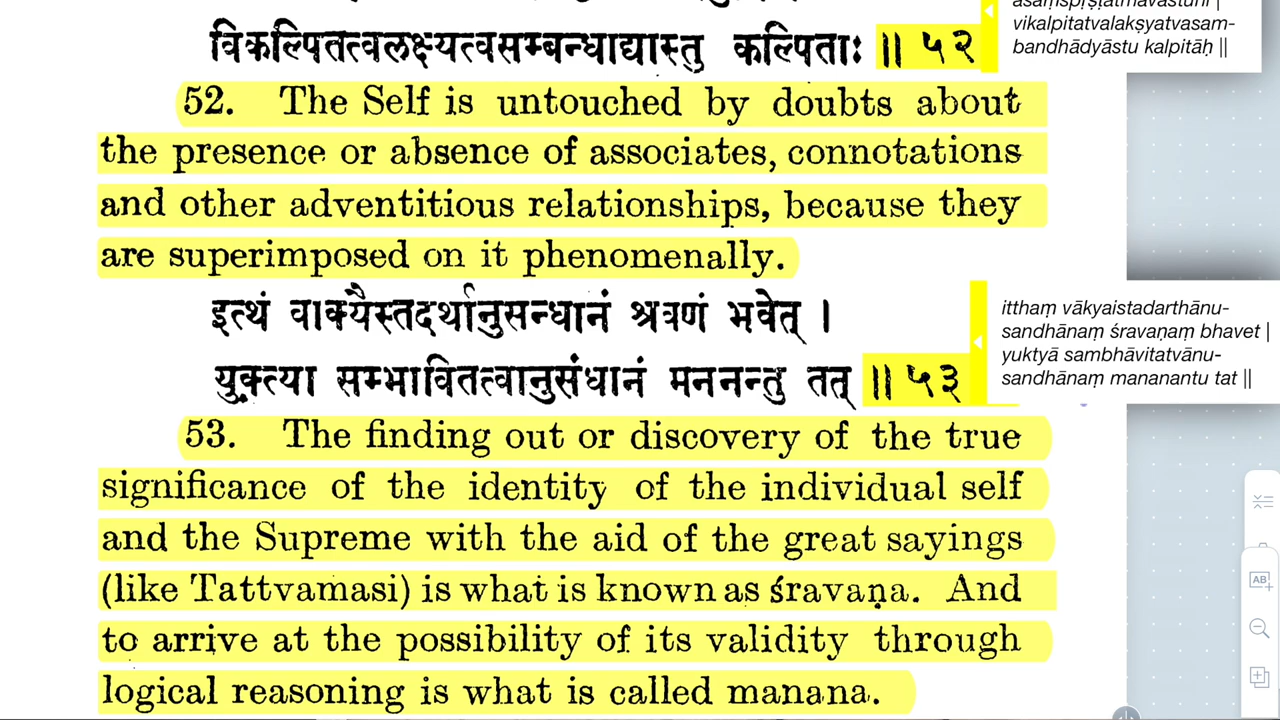 विकल्पितत्वलक्ष्यत्वसम्बन्धाद्यास्तु कल्पिताः ॥ ५२
vikalpitatvalakṣyatvasam-
bandhādyāstu kalpitāḥ ||
52. The Self is untouched by doubts about
the presence or absence of associates, connotations
and other adventitious relationships, because they
are superimposed on it phenomenally.
इत्थं वाक्यैस्तदर्थानुसन्धानं श्रवणं भवेत् ।
युक्त्या सम्भावितत्वानुसंधानं मननन्तु तत् ॥ ५३
itthaṃ vākyaistadarthānu-
sandhānaṃ śravaṇaṃ bhavet |
yuktyā sambhāvitatvānu-
sandhānaṃ mananantu tat ||
53. The finding out or discovery of the true
significance of the identity of the individual self
and the Supreme with the aid of the great sayings
(like Tattvamasi) is what is known as śravaṇa. And
to arrive at the possibility of its validity through
logical reasoning is what is called manana.
AB